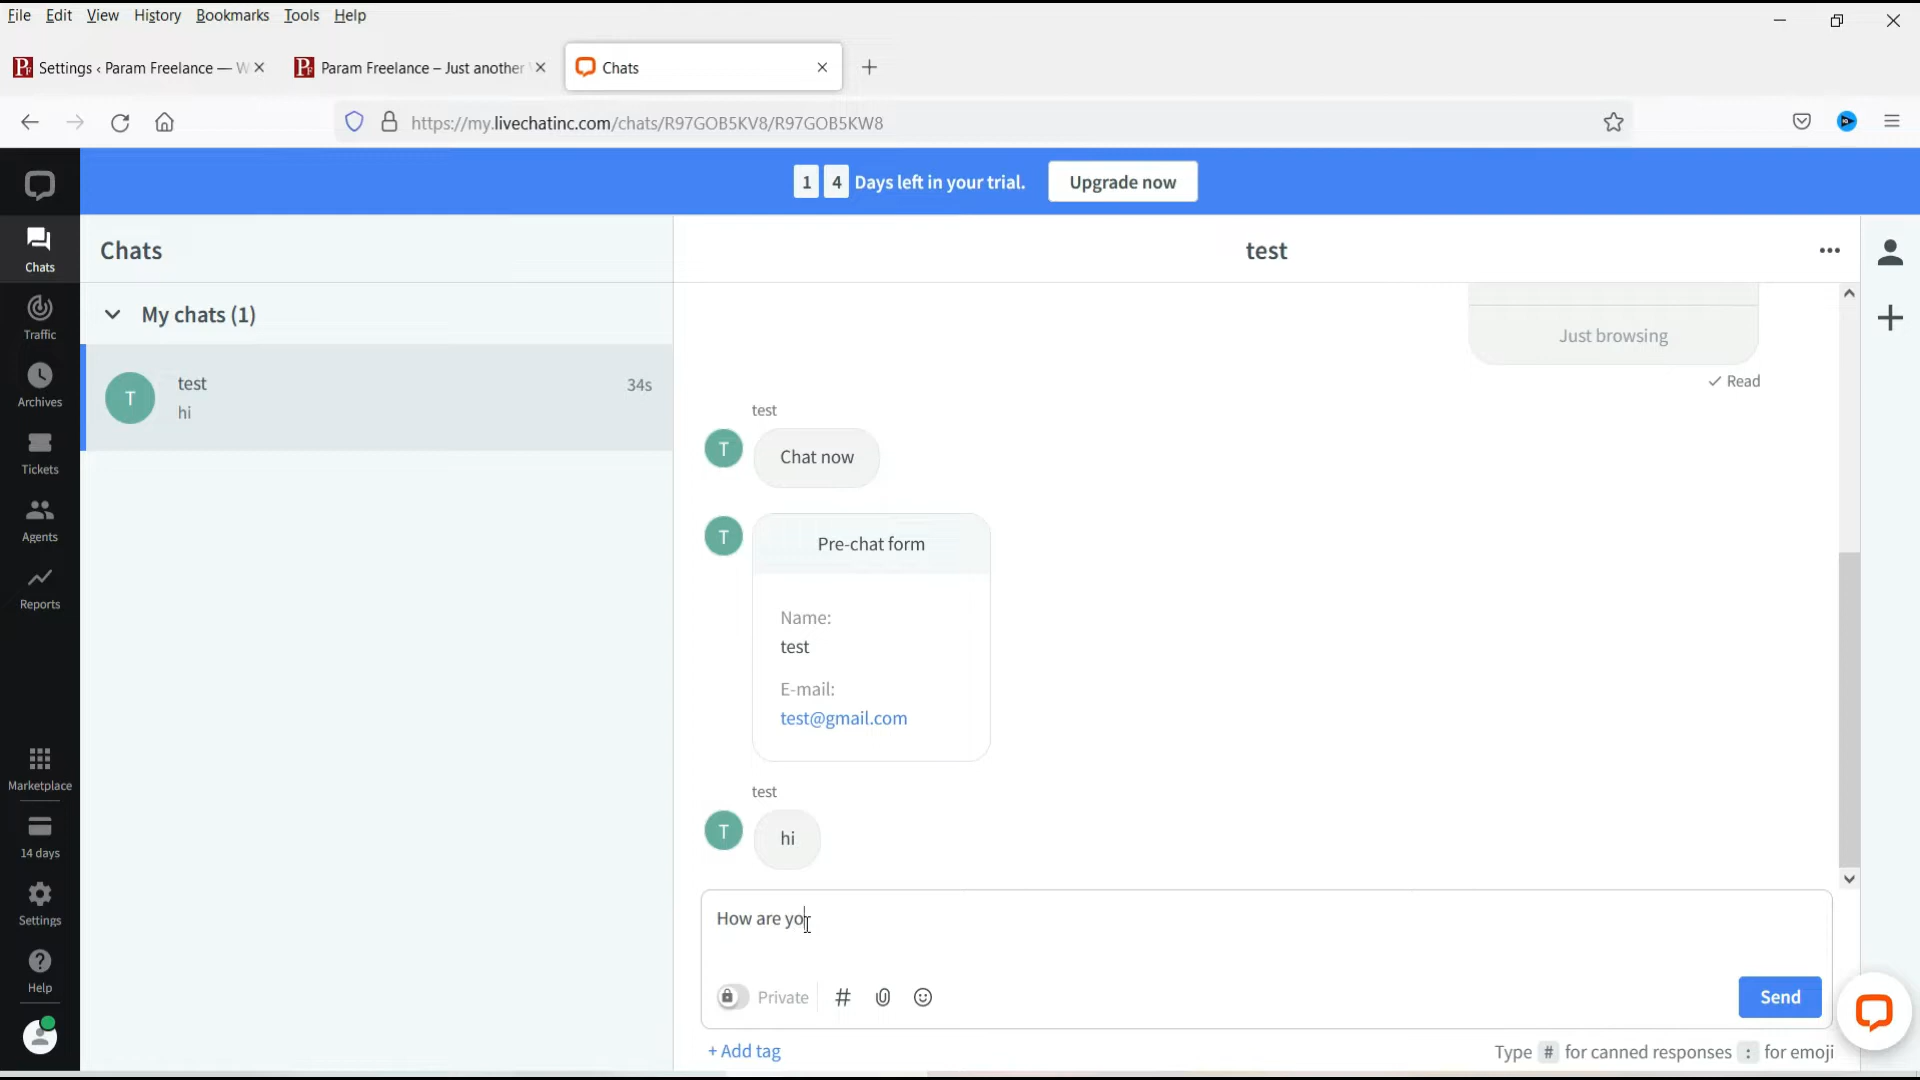 File Edit View History Bookmarks Tools Help
Settings ‹ Param Freelance — W
Param Freelance – Just another
Chats
https://my.livechatinc.com/chats/R97GOB5KV8/R97GOB5KW8
1 4 Days left in your trial. Upgrade now
Chats
Traffic
Archives
Tickets
Agents
Reports
Marketplace
14 days
Settings
Help
Chats
My chats (1)
T
test
34s
hi
test
Just browsing
Read
test
T
Chat now
T
Pre-chat form
Name:
test
E-mail:
test@gmail.com
test
T
hi
How are yo
Private
Send
+ Add tag
Type # for canned responses : for emoji